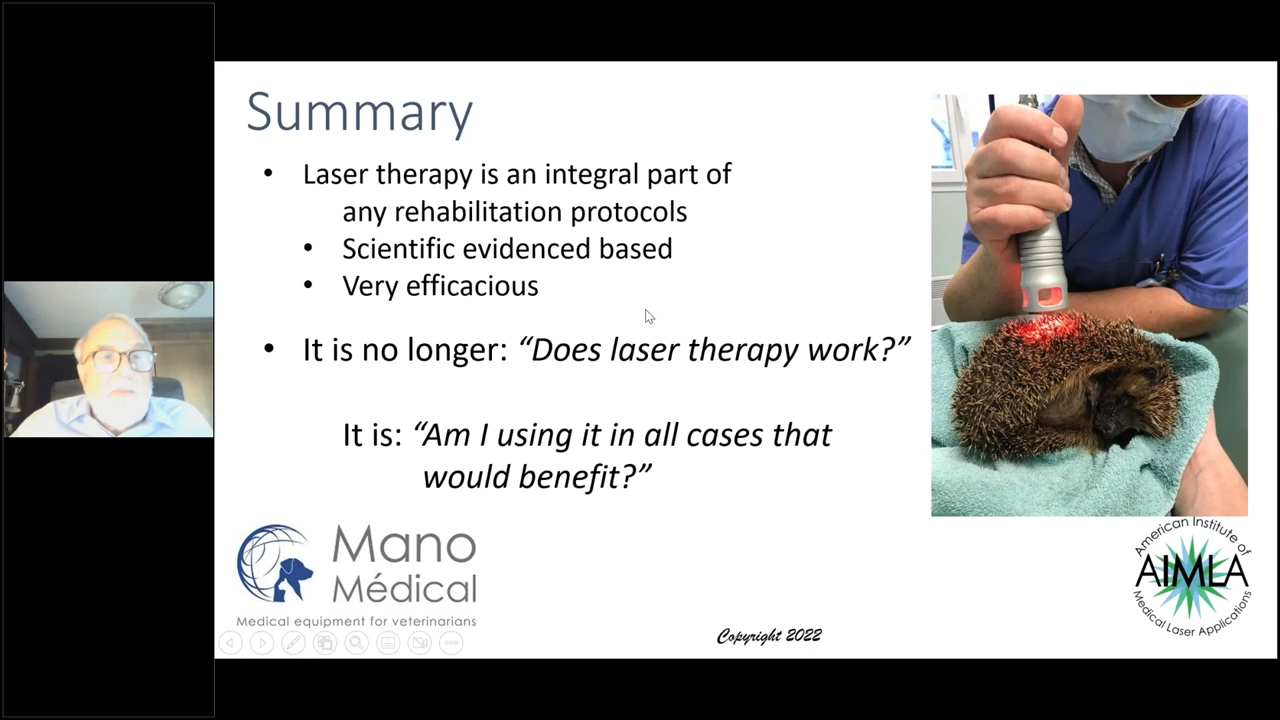 Summary
• Laser therapy is an integral part of
any rehabilitation protocols
• Scientific evidenced based
• Very efficacious
• It is no longer: “Does laser therapy work?”
It is: “Am I using it in all cases that
would benefit?”
Mano
Médical
Medical equipment for veterinarians
Copyright 2022
American Institute of
AIMLA
Medical Laser Applications